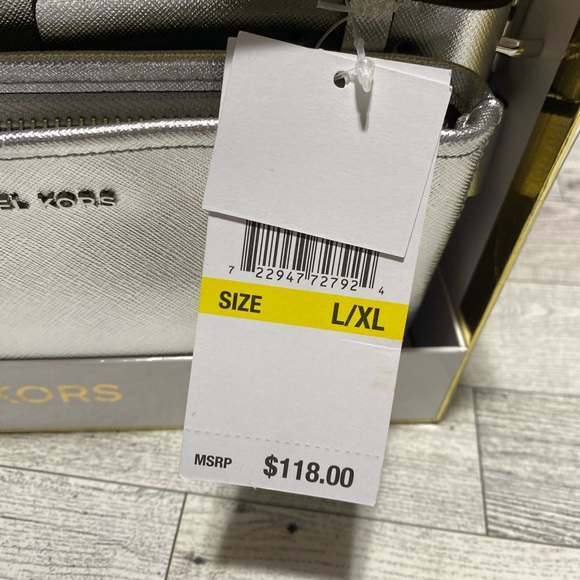 EL KORS
7 22947 72792 4
SIZE L/XL
KORS
MSRP $118.00